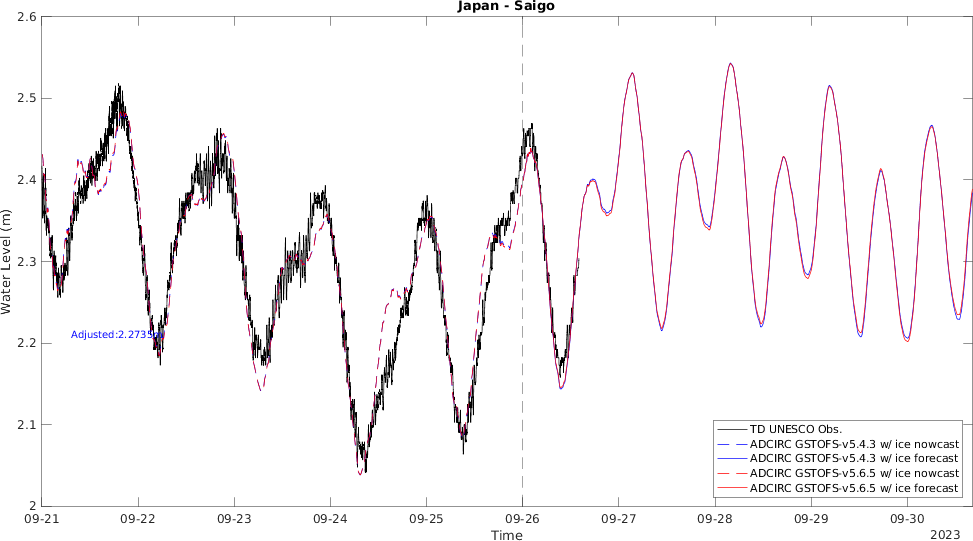 Japan - Saigo
Water Level (m)
2.6
2.5
2.4
2.3
2.2
2.1
2
Adjusted:2.2735m
TD UNESCO Obs.
ADCIRC GSTOFS-v5.4.3 w/ ice nowcast
ADCIRC GSTOFS-v5.4.3 w/ ice forecast
ADCIRC GSTOFS-v5.6.5 w/ ice nowcast
ADCIRC GSTOFS-v5.6.5 w/ ice forecast
09-21 09-22 09-23 09-24 09-25 09-26 09-27 09-28 09-29 09-30
Time
2023